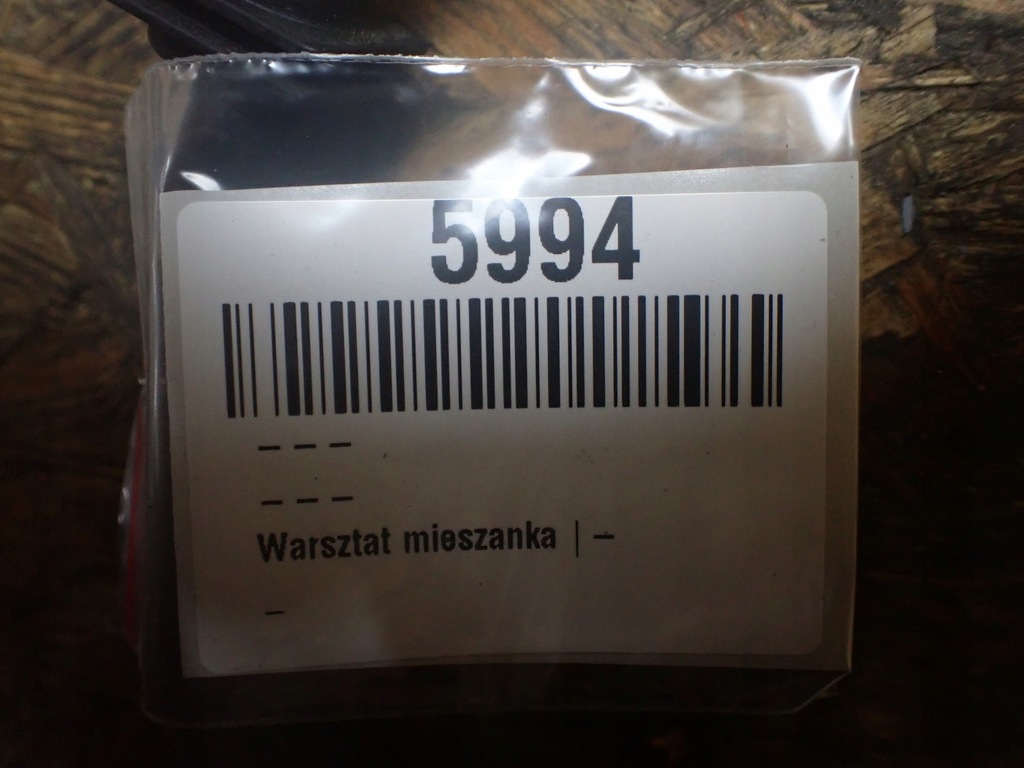 5994
– – –
– – –
Warsztat mieszanka | –
–